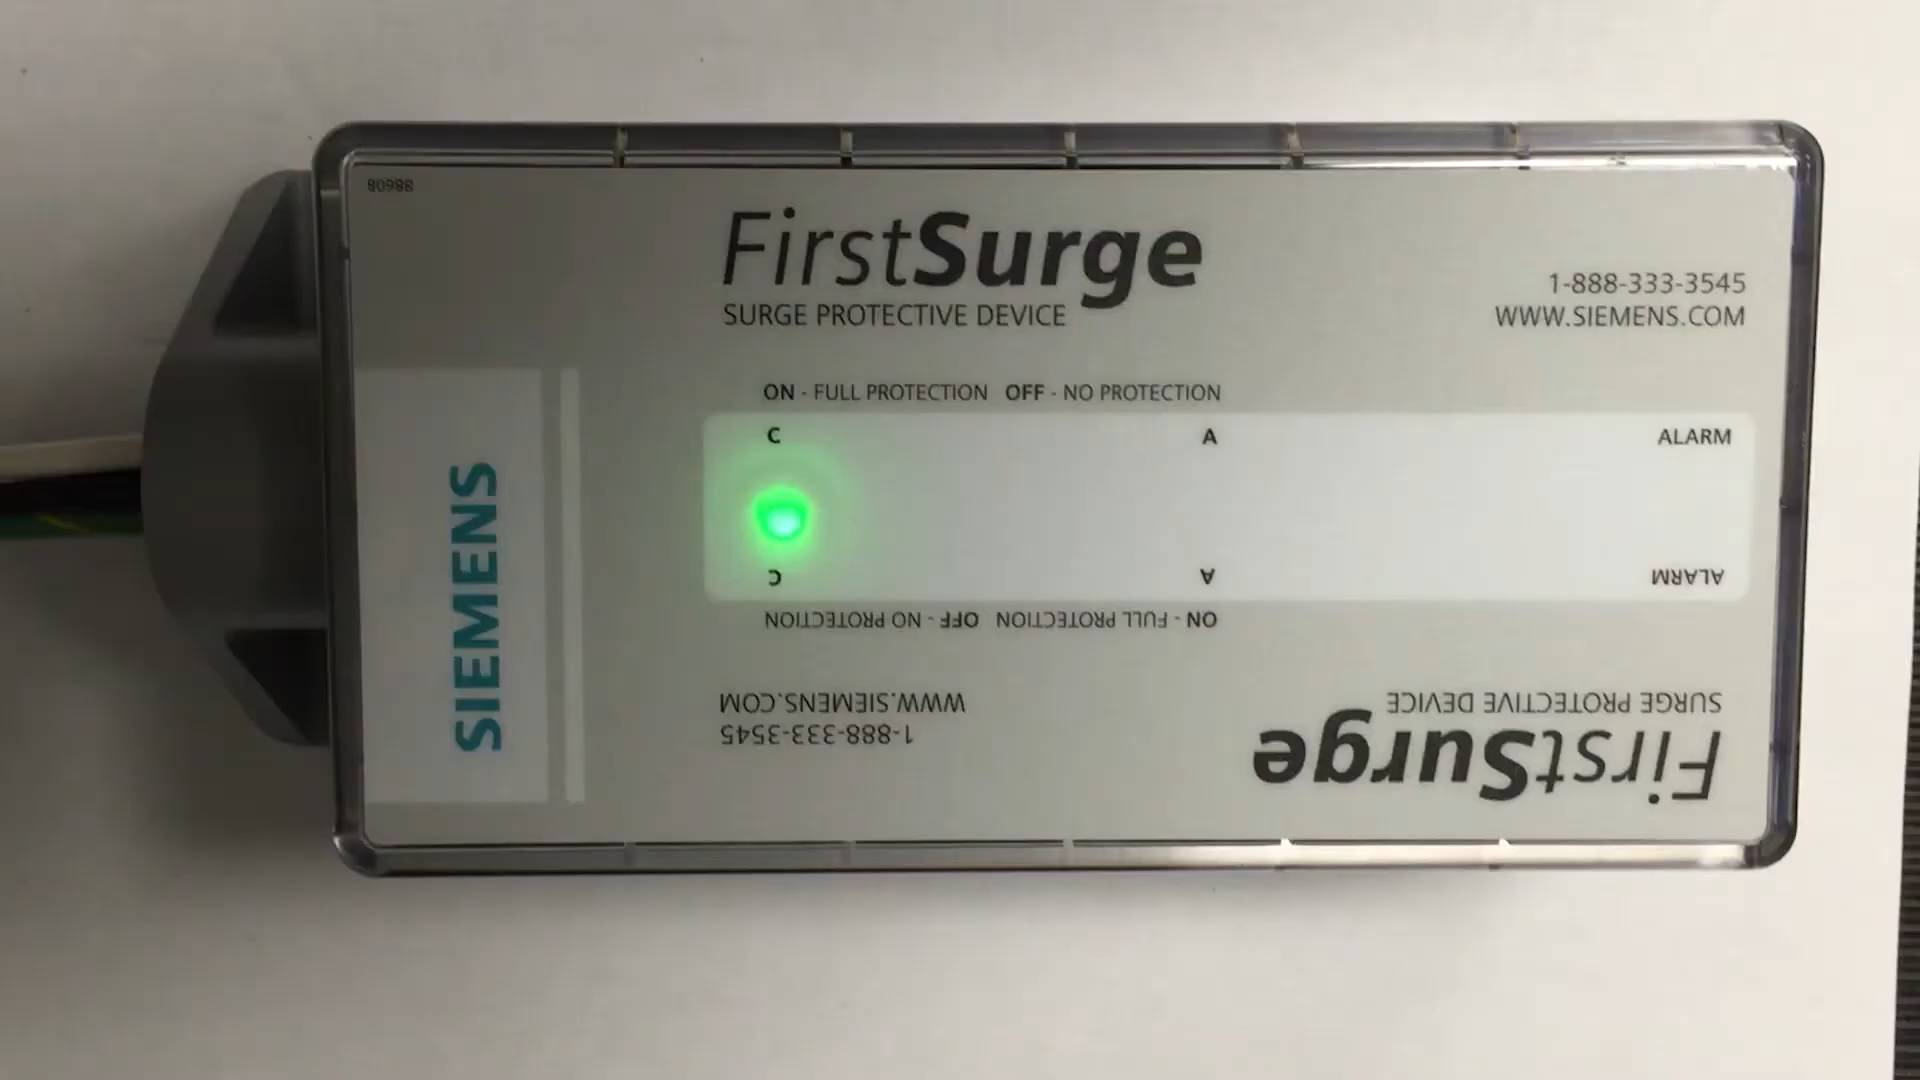 88608
FirstSurge
SURGE PROTECTIVE DEVICE
1-888-333-3545
WWW.SIEMENS.COM
ON - FULL PROTECTION OFF - NO PROTECTION
C A ALARM
SIEMENS
C A ALARM
ON - FULL PROTECTION OFF - NO PROTECTION
FirstSurge
SURGE PROTECTIVE DEVICE
1-888-333-3545
WWW.SIEMENS.COM